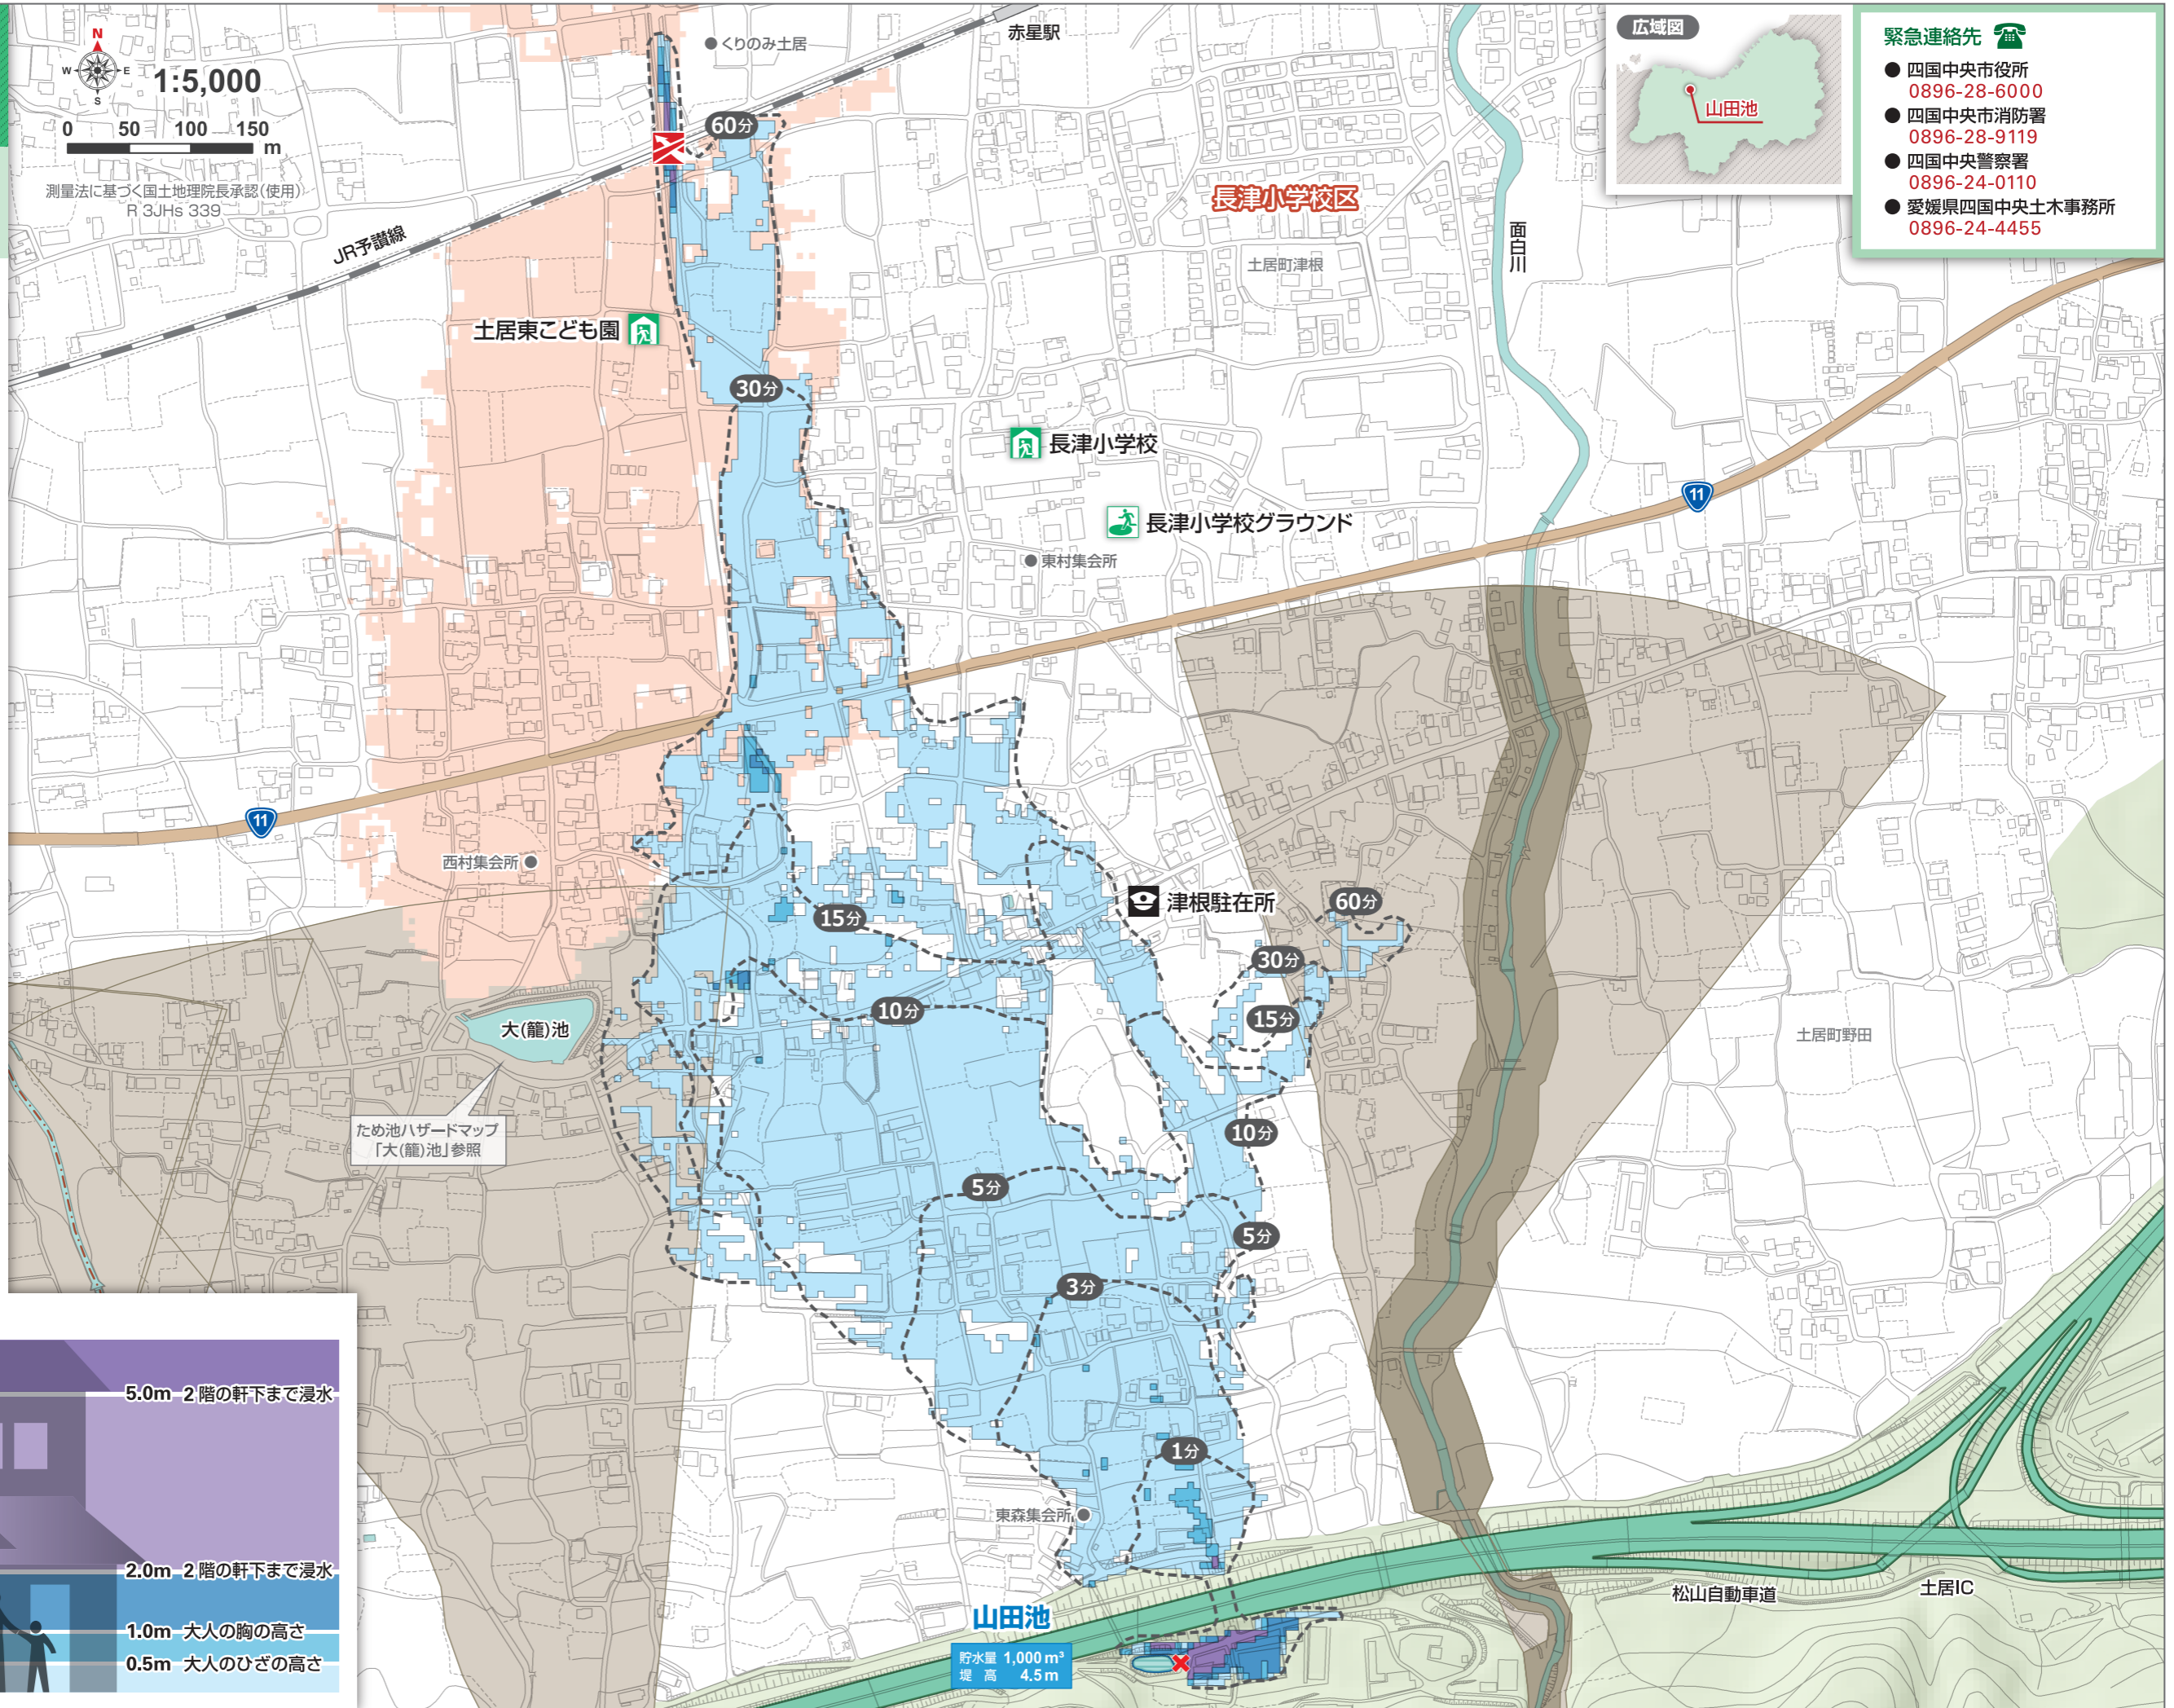 N
W
E
S
1:5,000
0 50 100 150
m
測量法に基づく国土地理院長承認(使用)
R 3JHs 339
くりのみ土居
赤星駅
JR予讃線
60分
長津小学校区
土居町津根
面白川
広域図
山田池
緊急連絡先
● 四国中央市役所
0896-28-6000
● 四国中央市消防署
0896-28-9119
● 四国中央警察署
0896-24-0110
● 愛媛県四国中央土木事務所
0896-24-4455
土居東こども園
30分
長津小学校
長津小学校グラウンド
東村集会所
11
11
西村集会所
津根駐在所
15分
60分
30分
15分
10分
大(籠)池
土居町野田
ため池ハザードマップ
「大(籠)池」参照
10分
5分
5分
3分
1分
東森集会所
5.0m 2階の軒下まで浸水
2.0m 2階の軒下まで浸水
1.0m 大人の胸の高さ
0.5m 大人のひざの高さ
山田池
貯水量 1,000m³
堤 高 4.5m
松山自動車道
土居IC